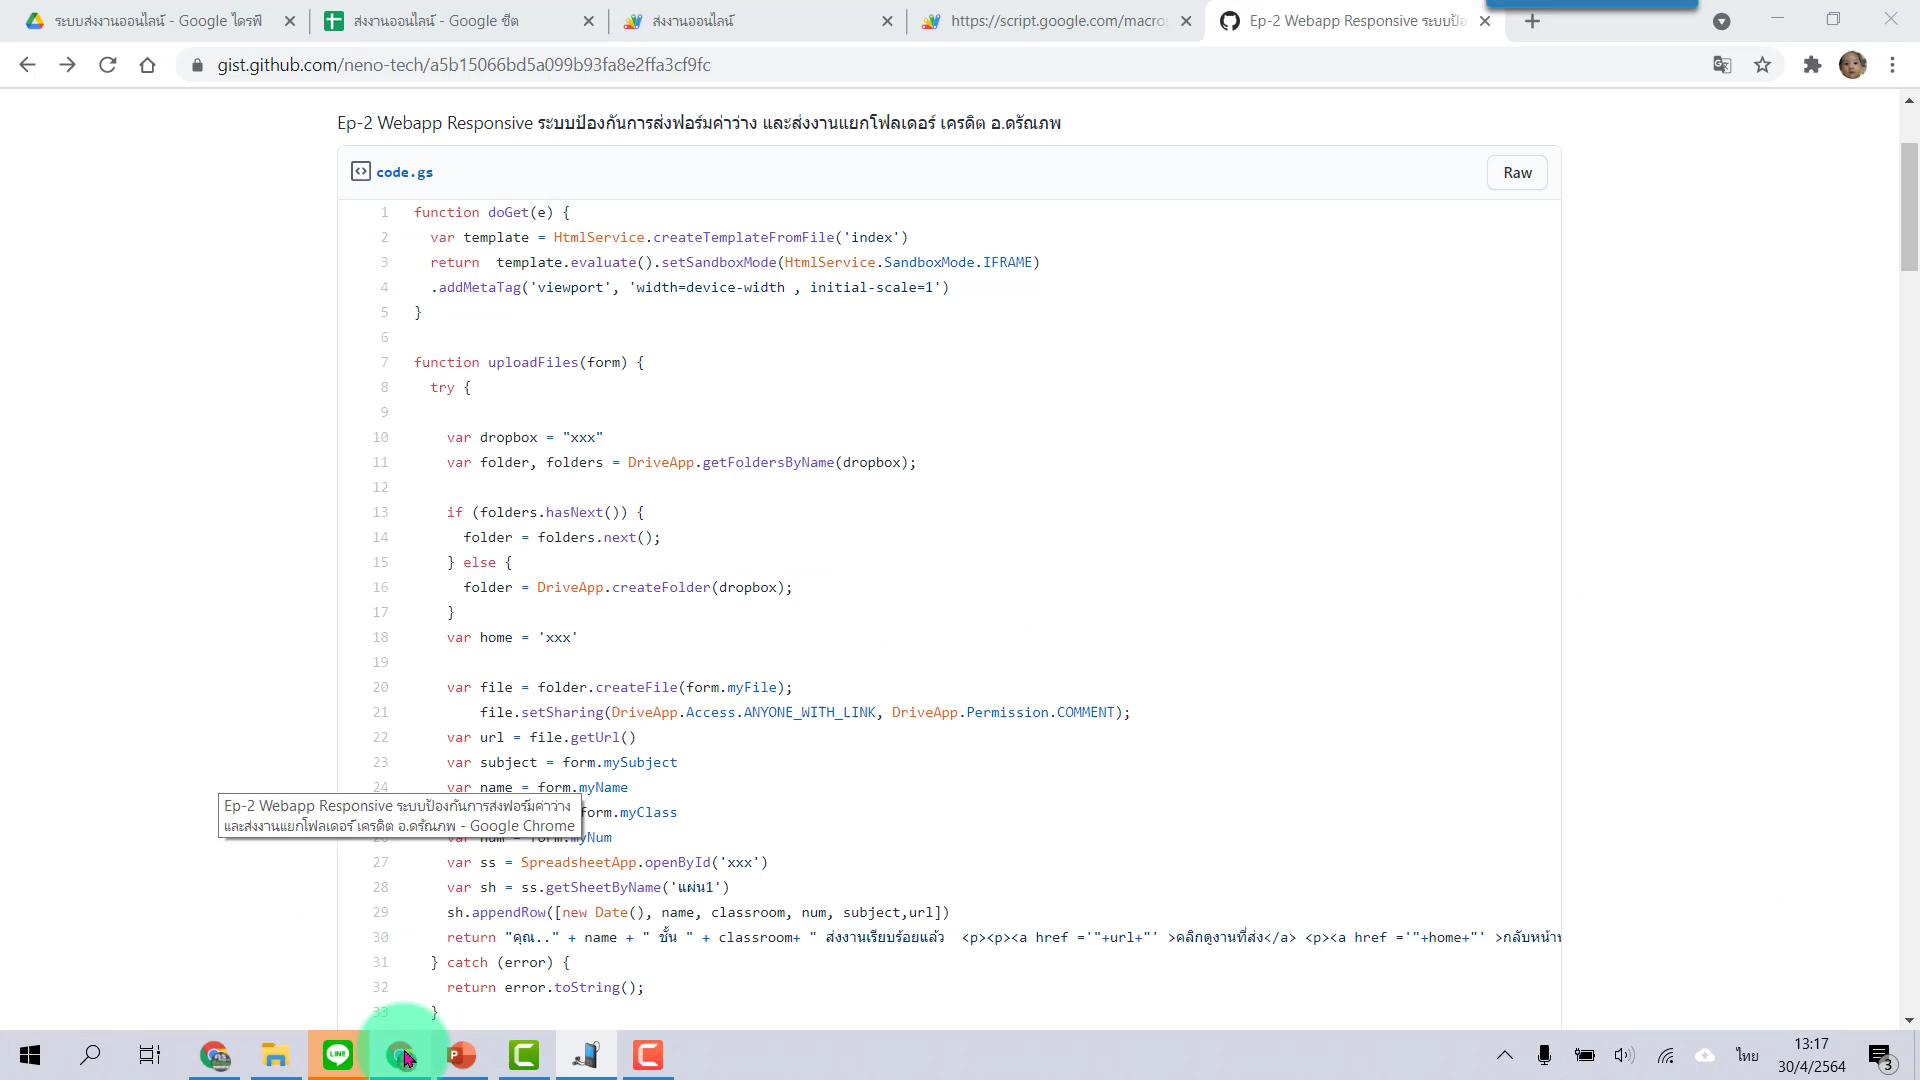 ระบบส่งงานออนไลน์ - Google ไดรฟ์
ส่งงานออนไลน์ - Google ชีต
ส่งงานออนไลน์
https://script.google.com/macro
Ep-2 Webapp Responsive ระบบป้อ
gist.github.com/neno-tech/a5b15066bd5a099b93fa8e2ffa3cf9fc
Ep-2 Webapp Responsive ระบบป้องกันการส่งฟอร์มค่าว่าง และส่งงานแยกโฟลเดอร์ เครดิต อ.ดรัณภพ
code.gs
Raw
1 function doGet(e) {
2 var template = HtmlService.createTemplateFromFile('index')
3 return  template.evaluate().setSandboxMode(HtmlService.SandboxMode.IFRAME)
4 .addMetaTag('viewport', 'width=device-width , initial-scale=1')
5 }
6
7 function uploadFiles(form) {
8 try {
9
10 var dropbox = "xxx"
11 var folder, folders = DriveApp.getFoldersByName(dropbox);
12
13 if (folders.hasNext()) {
14 folder = folders.next();
15 } else {
16 folder = DriveApp.createFolder(dropbox);
17 }
18 var home = 'xxx'
19
20 var file = folder.createFile(form.myFile);
21 file.setSharing(DriveApp.Access.ANYONE_WITH_LINK, DriveApp.Permission.COMMENT);
22 var url = file.getUrl()
23 var subject = form.mySubject
24 var name = form.myName
form.myClass
Ep-2 Webapp Responsive ระบบป้องกันการส่งฟอร์มค่าว่าง
และส่งงานแยกโฟลเดอร์ เครดิต อ.ดรัณภพ - Google Chrome
26 var num = form.myNum
27 var ss = SpreadsheetApp.openById('xxx')
28 var sh = ss.getSheetByName('แผ่น1')
29 sh.appendRow([new Date(), name, classroom, num, subject,url])
30 return "คุณ.." + name + " ชั้น " + classroom+ " ส่งงานเรียบร้อยแล้ว  <p><p><a href ='"+url+"' >คลิกดูงานที่ส่ง</a> <p><a href ='"+home+"' >กลับหน้า
31 } catch (error) {
32 return error.toString();
33 }
LINE
ไทย
13:17
30/4/2564
3